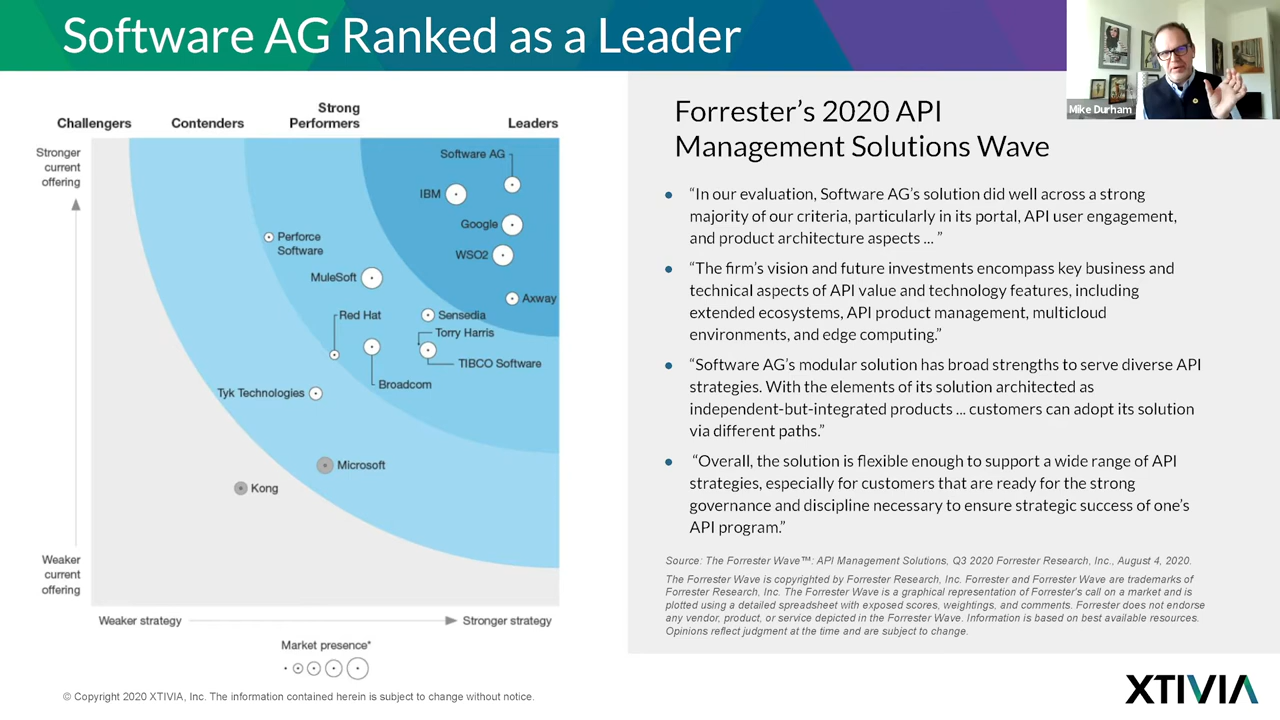 Software AG Ranked as a Leader
Mike Durham
Challengers
Contenders
Strong
Performers
Leaders
Stronger
current
offering
Software AG
IBM
Google
WSO2
Perforce
Software
MuleSoft
Axway
Red Hat
Sensedia
Torry Harris
TIBCO Software
Broadcom
Tyk Technologies
Microsoft
Kong
Weaker
current
offering
Weaker strategy
Stronger strategy
Market presence*
Forrester’s 2020 API
Management Solutions Wave
• “In our evaluation, Software AG’s solution did well across a strong
majority of our criteria, particularly in its portal, API user engagement,
and product architecture aspects ... ”
• “The firm’s vision and future investments encompass key business and
technical aspects of API value and technology features, including
extended ecosystems, API product management, multicloud
environments, and edge computing.”
• “Software AG’s modular solution has broad strengths to serve diverse API
strategies. With the elements of its solution architected as
independent-but-integrated products ... customers can adopt its solution
via different paths.”
• “Overall, the solution is flexible enough to support a wide range of API
strategies, especially for customers that are ready for the strong
governance and discipline necessary to ensure strategic success of one’s
API program.”
Source: The Forrester Wave™: API Management Solutions, Q3 2020 Forrester Research, Inc., August 4, 2020.
The Forrester Wave is copyrighted by Forrester Research, Inc. Forrester and Forrester Wave are trademarks of
Forrester Research, Inc. The Forrester Wave is a graphical representation of Forrester's call on a market and is
plotted using a detailed spreadsheet with exposed scores, weightings, and comments. Forrester does not endorse
any vendor, product, or service depicted in the Forrester Wave. Information is based on best available resources.
Opinions reflect judgment at the time and are subject to change.
© Copyright 2020 XTIVIA, Inc. The information contained herein is subject to change without notice.
XTIVIA